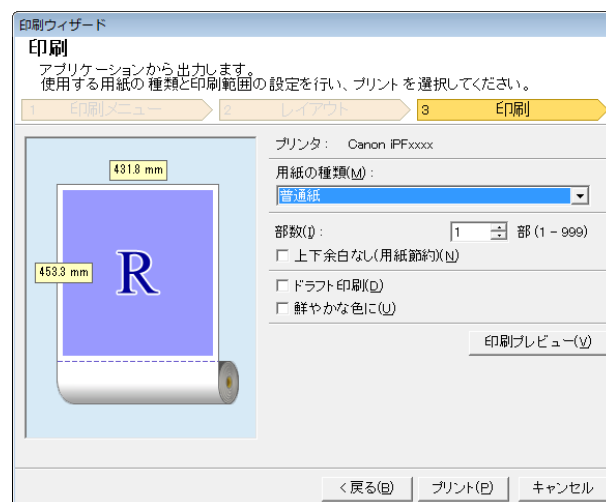 印刷ウィザード
印刷
アプリケーションから出力します。
使用する用紙の種類と印刷範囲の設定を行い、プリントを選択してください。
1 印刷メニュー 2 レイアウト 3 印刷
プリンタ： Canon iPFxxxx
431.8 mm
用紙の種類(M)：
普通紙
部数(I)： 1 部 (1 - 999)
上下余白なし(用紙節約)(N)
453.3 mm
R
ドラフト印刷(D)
鮮やかな色に(U)
印刷プレビュー(V)
< 戻る(B) プリント(P) キャンセル